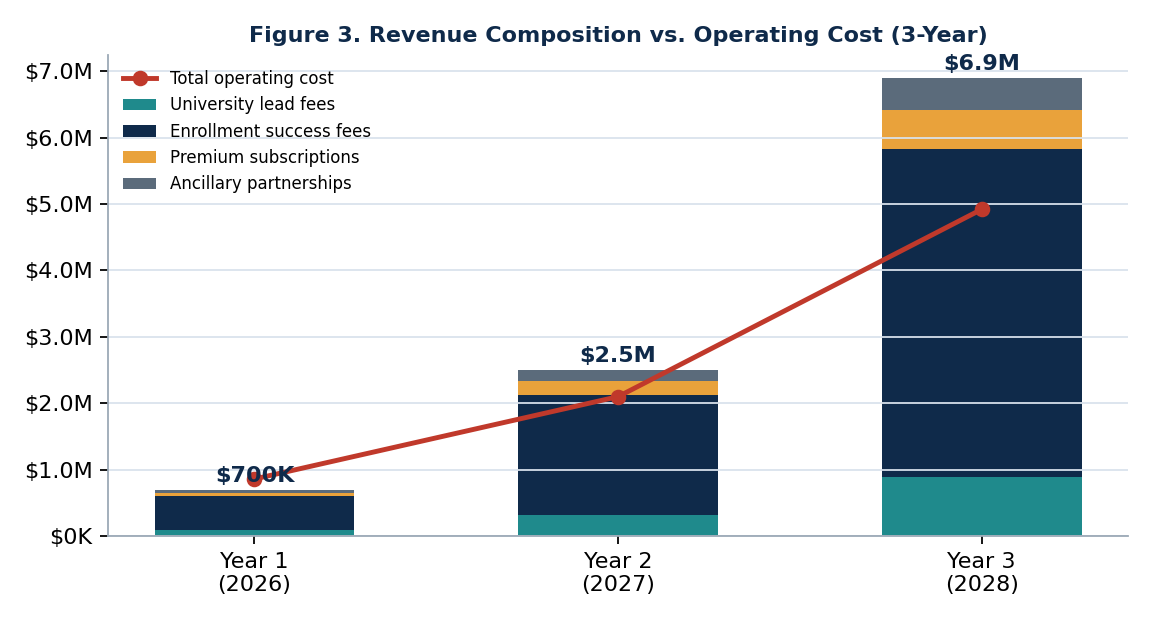 Figure 3. Revenue Composition vs. Operating Cost (3-Year)
$7.0M
$6.0M
$5.0M
$4.0M
$3.0M
$2.0M
$1.0M
$0K
Total operating cost
University lead fees
Enrollment success fees
Premium subscriptions
Ancillary partnerships
$700K
$2.5M
$6.9M
Year 1
(2026)
Year 2
(2027)
Year 3
(2028)